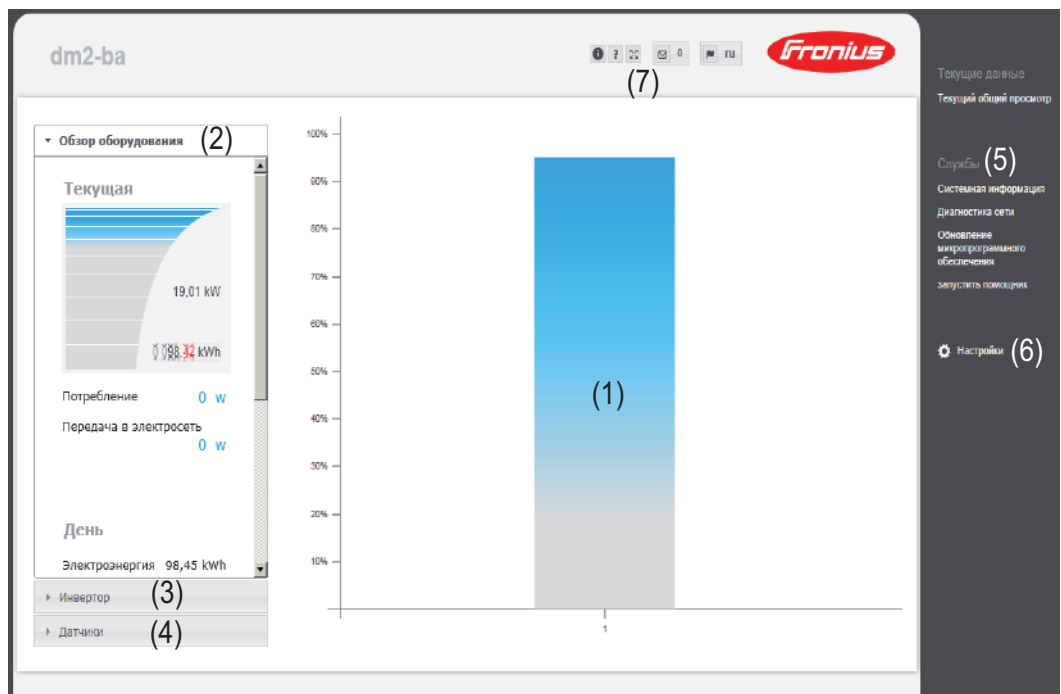 dm2-ba
i ? 0 ru
Fronius
(7)
Обзор оборудования (2)
Текущая
19,01 kW
0 098.42 kWh
Потребление 0 w
Передача в электросеть
0 w
День
Электроэнергия 98,45 kWh
Инвертор (3)
Датчики (4)
100%
90%
80%
70%
60%
50%
40%
30%
20%
10%
(1)
1
Текущие данные
Текущий общий просмотр
Службы (5)
Системная информация
Диагностика сети
Обновление
микропрограммного
обеспечения
запустить помощник
Настройки (6)